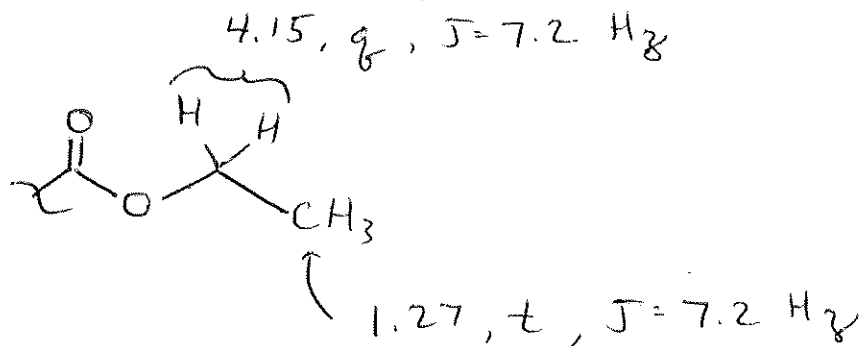 4.15, q, J = 7.2 Hz
H
H
O
O
CH3
1.27, t, J = 7.2 Hz